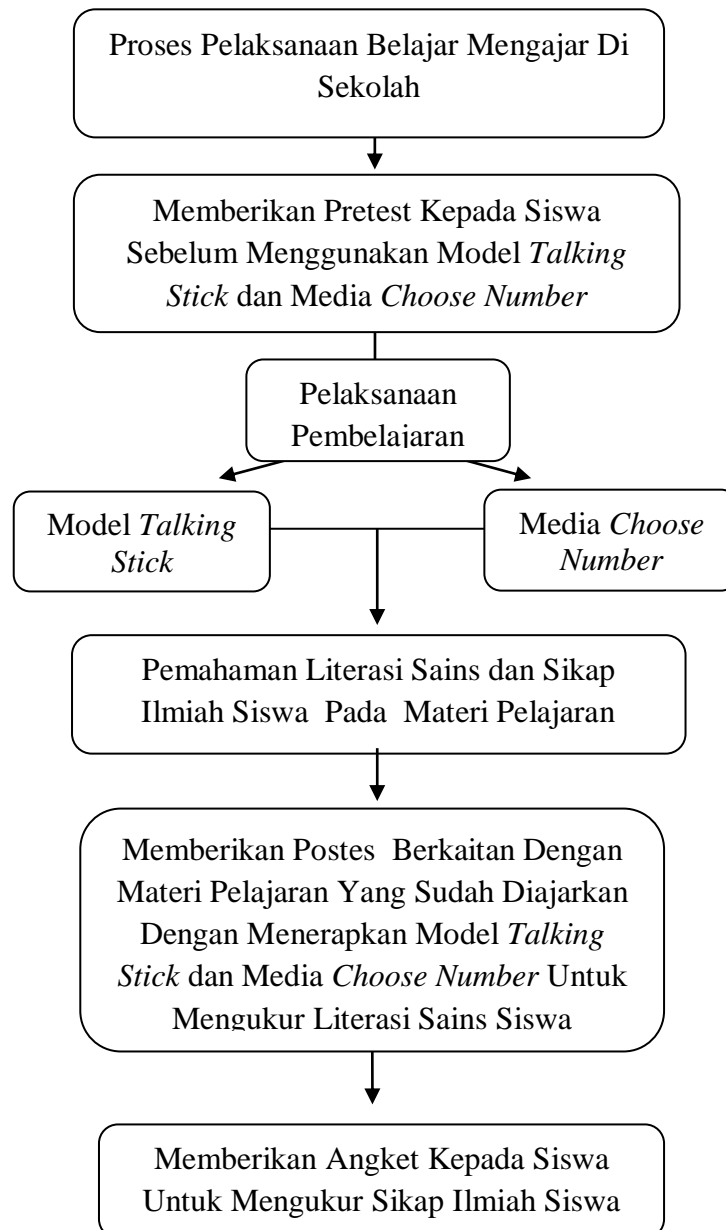 Proses Pelaksanaan Belajar Mengajar Di
Sekolah
Memberikan Pretest Kepada Siswa
Sebelum Menggunakan Model Talking
Stick dan Media Choose Number
Pelaksanaan
Pembelajaran
Model Talking
Stick
Media Choose
Number
Pemahaman Literasi Sains dan Sikap
Ilmiah Siswa Pada Materi Pelajaran
Memberikan Postes Berkaitan Dengan
Materi Pelajaran Yang Sudah Diajarkan
Dengan Menerapkan Model Talking
Stick dan Media Choose Number Untuk
Mengukur Literasi Sains Siswa
Memberikan Angket Kepada Siswa
Untuk Mengukur Sikap Ilmiah Siswa